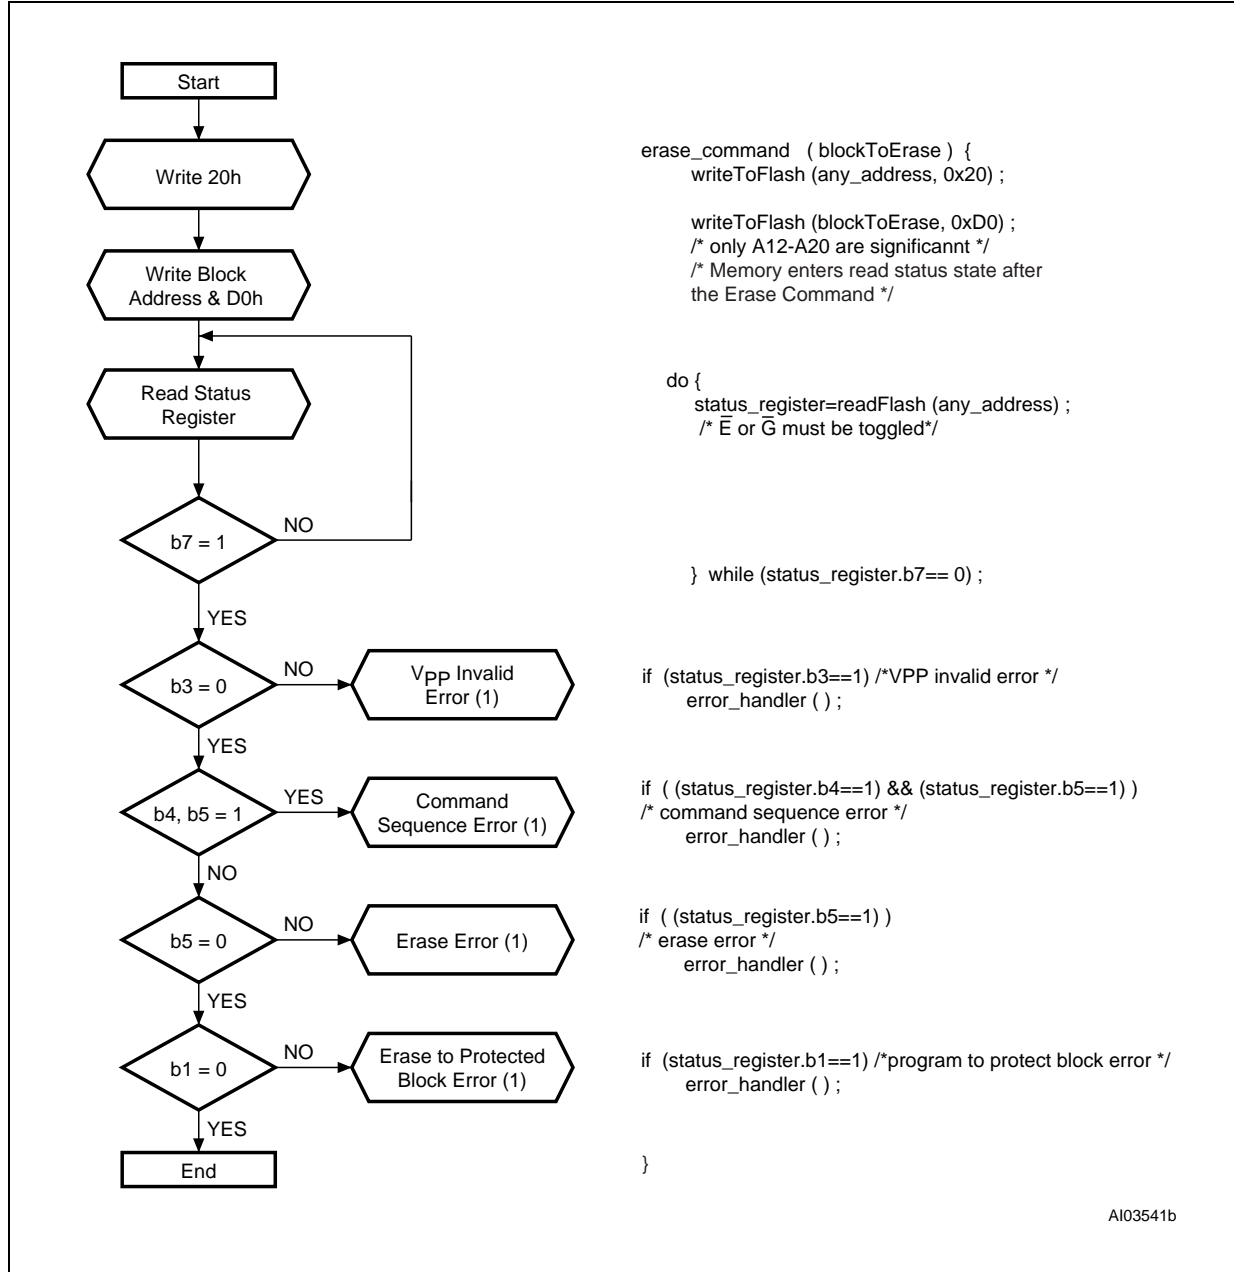 Start
Write 20h
Write Block
Address & D0h
Read Status
Register
b7 = 1
NO
YES
b3 = 0
NO
VPP Invalid
Error (1)
YES
b4, b5 = 1
YES
Command
Sequence Error (1)
NO
b5 = 0
NO
Erase Error (1)
YES
b1 = 0
NO
Erase to Protected
Block Error (1)
YES
End
erase_command ( blockToErase ) {
writeToFlash (any_address, 0x20) ;
writeToFlash (blockToErase, 0xD0) ;
/* only A12-A20 are significannt */
/* Memory enters read status state after
the Erase Command */
do {
status_register=readFlash (any_address) ;
/* E̅ or G̅ must be toggled*/
} while (status_register.b7== 0) ;
if (status_register.b3==1) /*VPP invalid error */
error_handler ( ) ;
if ( (status_register.b4==1) && (status_register.b5==1) )
/* command sequence error */
error_handler ( ) ;
if ( (status_register.b5==1) )
/* erase error */
error_handler ( ) ;
if (status_register.b1==1) /*program to protect block error */
error_handler ( ) ;
}
AI03541b